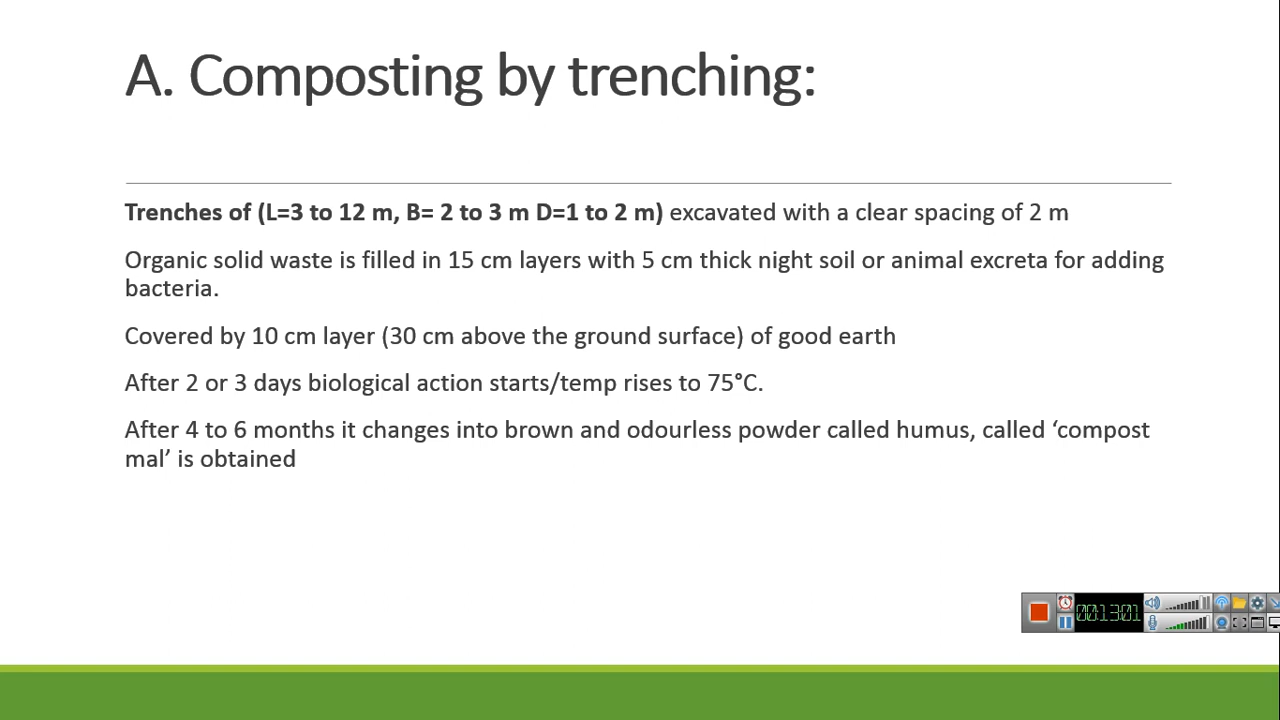 A. Composting by trenching:
Trenches of (L=3 to 12 m, B= 2 to 3 m D=1 to 2 m) excavated with a clear spacing of 2 m
Organic solid waste is filled in 15 cm layers with 5 cm thick night soil or animal excreta for adding
bacteria.
Covered by 10 cm layer (30 cm above the ground surface) of good earth
After 2 or 3 days biological action starts/temp rises to 75°C.
After 4 to 6 months it changes into brown and odourless powder called humus, called ‘compost
mal’ is obtained
00:13:01